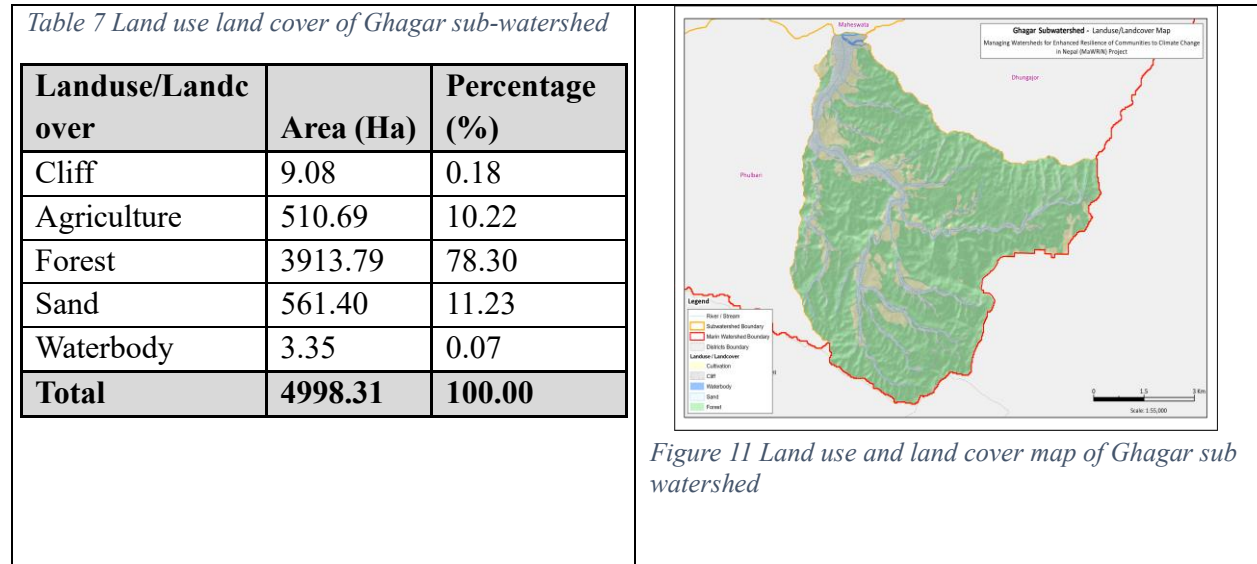 Table 7 Land use land cover of Ghagar sub-watershed
Landuse/Landc
over Area (Ha) Percentage
(%)
Cliff 9.08 0.18
Agriculture 510.69 10.22
Forest 3913.79 78.30
Sand 561.40 11.23
Waterbody 3.35 0.07
Total 4998.31 100.00
Maheswata
Ghagar Subwatershed - Landuse/Landcover Map
Managing Watersheds for Enhanced Resilience of Communities to Climate Change
in Nepal (MaWRiN) Project
Dhungajor
Phulbari
Legend
River / Stream
Subwatershed Boundary
Marin Watershed Boundary
Districts Boundary
Landuse / Landcover
Cultivation
Cliff
Waterbody
Sand
Forest
0 1.5 3 Km
Scale: 1:55,000
Figure 11 Land use and land cover map of Ghagar sub
watershed